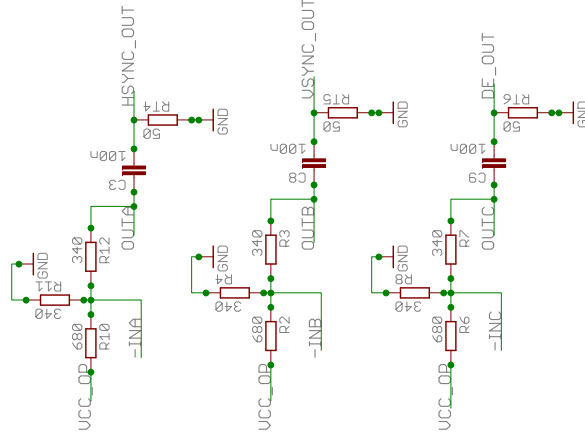 HSYNC_OUT
RT4
50
GND
100n
C3
OUTA
340
R12
GND
R11
340
-INA
680
R10
VCC_OP
VSYNC_OUT
RT5
50
GND
100n
C8
OUTB
340
R3
GND
R4
340
-INB
680
R2
VCC_OP
DE_OUT
RT6
50
GND
100n
C9
OUTC
340
R7
GND
R8
340
-INC
680
R6
VCC_OP